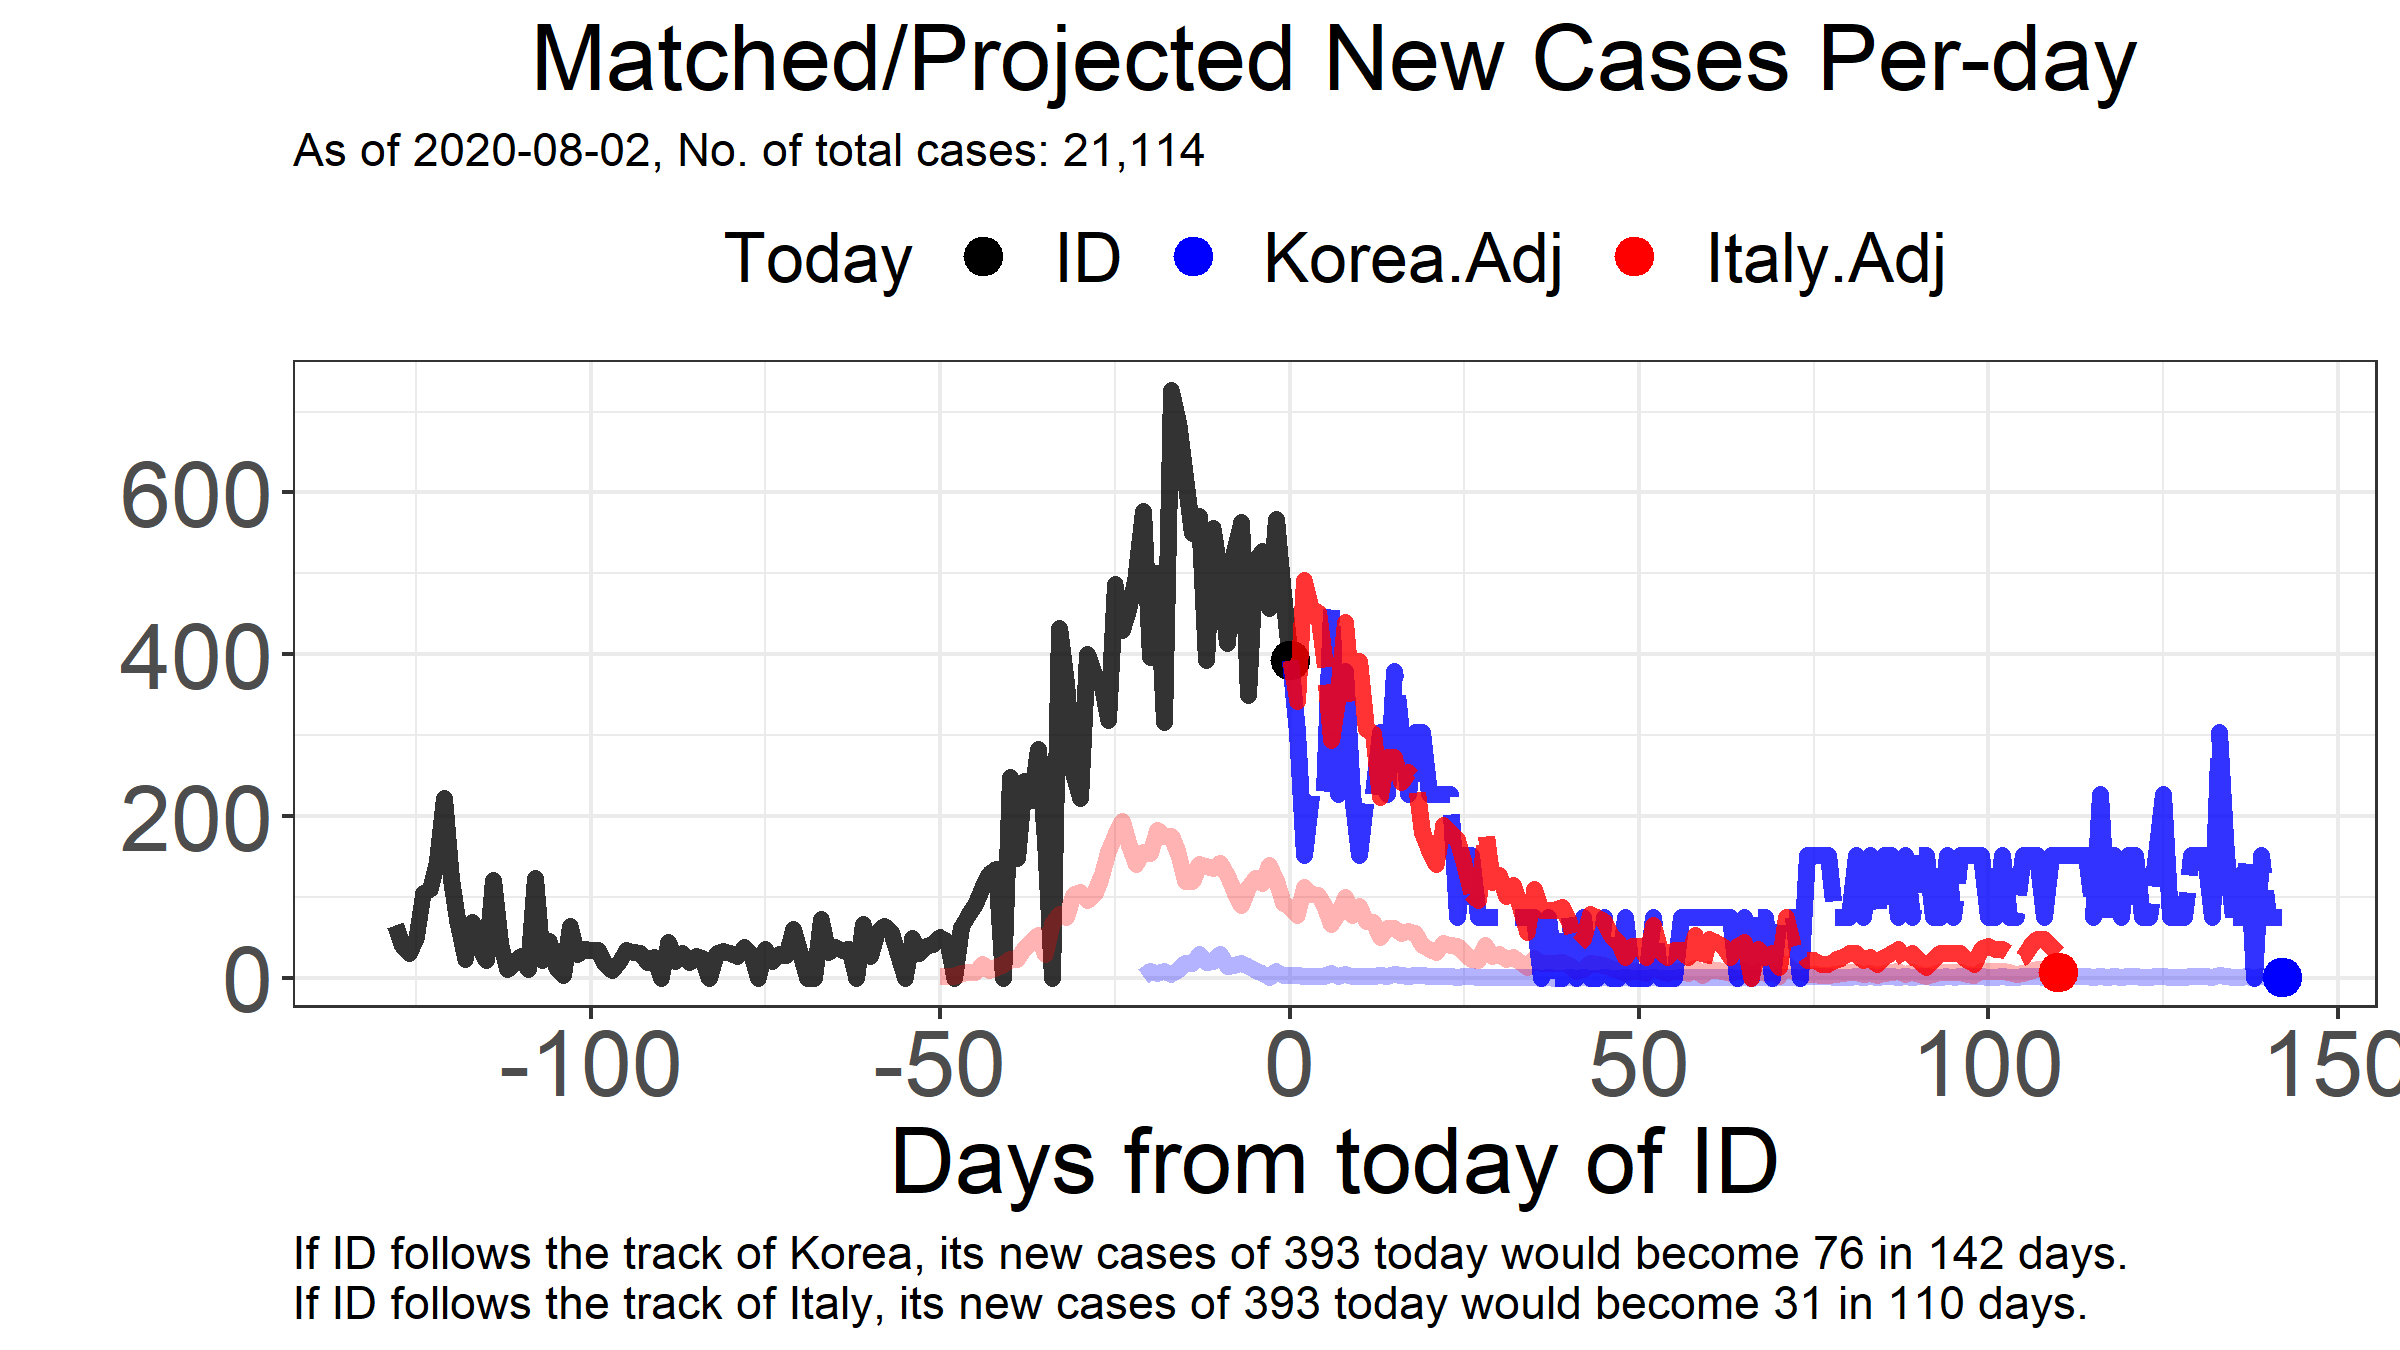 Matched/Projected New Cases Per-day
As of 2020-08-02, No. of total cases: 21,114
Today ID Korea.Adj Italy.Adj
600
400
200
0
-100 -50 0 50 100 150
Days from today of ID
If ID follows the track of Korea, its new cases of 393 today would become 76 in 142 days.
If ID follows the track of Italy, its new cases of 393 today would become 31 in 110 days.